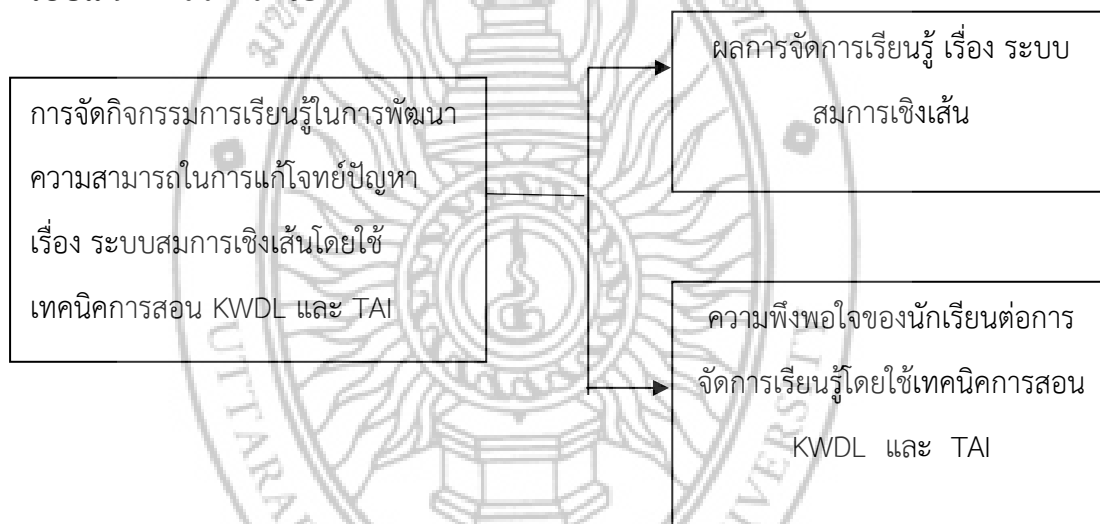 การจัดกิจกรรมการเรียนรู้ในการพัฒนา
ความสามารถในการแก้โจทย์ปัญหา
เรื่อง ระบบสมการเชิงเส้นโดยใช้
เทคนิคการสอน KWDL และ TAI
ผลการจัดการเรียนรู้ เรื่อง ระบบ
สมการเชิงเส้น
ความพึงพอใจของนักเรียนต่อการ
จัดการเรียนรู้โดยใช้เทคนิคการสอน
KWDL และ TAI